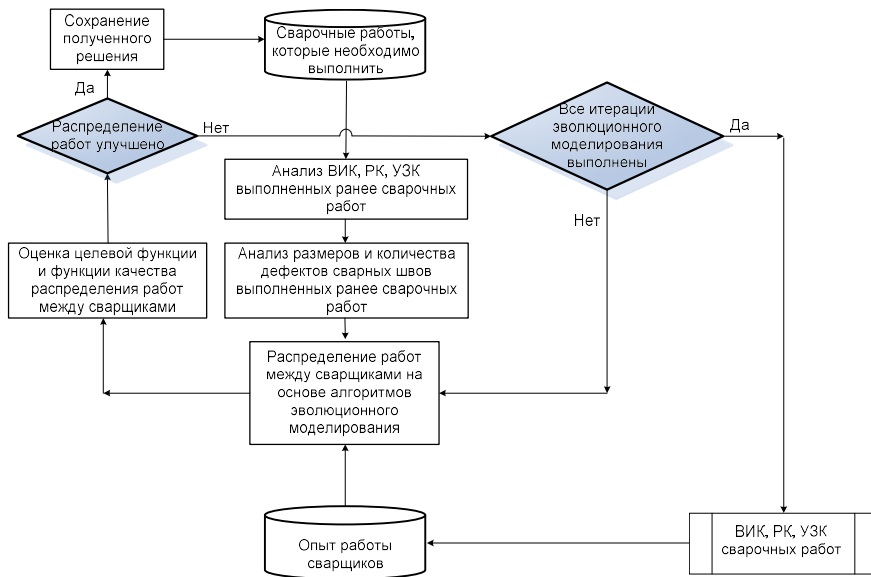 Сохранение
полученного
решения
Сварочные работы,
которые необходимо
выполнить
Да
Распределение
работ улучшено
Нет
Все итерации
эволюционного
моделирования
выполнены
Да
Нет
Анализ ВИК, РК, УЗК
выполненных ранее сварочных
работ
Оценка целевой функции
и функции качества
распределения работ
между сварщиками
Анализ размеров и количества
дефектов сварных швов
выполненных ранее сварочных
работ
Распределение работ
между сварщиками на
основе алгоритмов
эволюционного
моделирования
Опыт работы
сварщиков
ВИК, РК, УЗК
сварочных работ